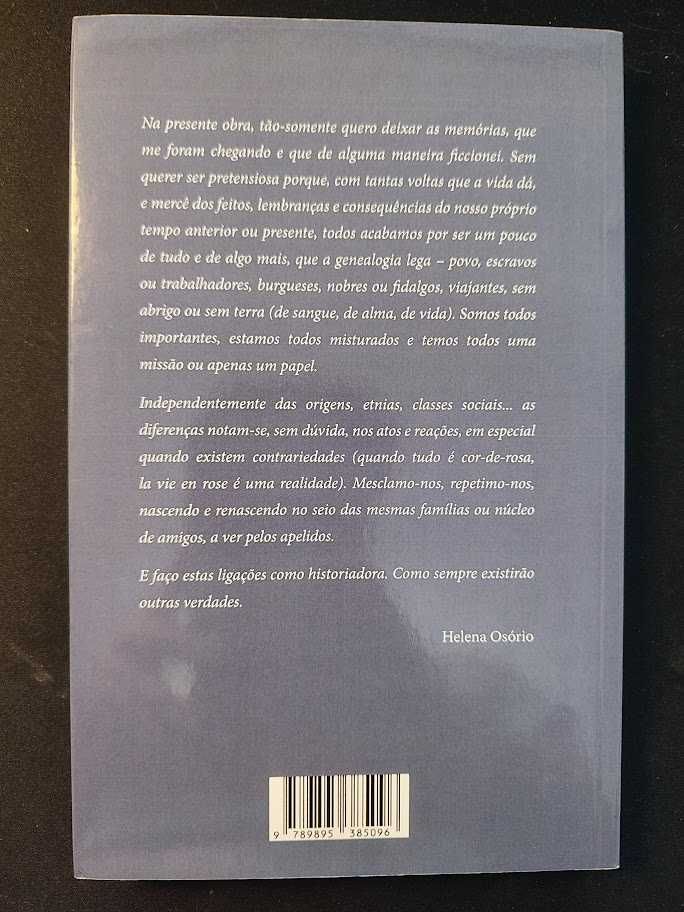 Na presente obra, tão-somente quero deixar as memórias, que
me foram chegando e que de alguma maneira ficcionei. Sem
querer ser pretensiosa porque, com tantas voltas que a vida dá,
e mercê dos feitos, lembranças e consequências do nosso próprio
tempo anterior ou presente, todos acabamos por ser um pouco
de tudo e de algo mais, que a genealogia lega – povo, escravos
ou trabalhadores, burgueses, nobres ou fidalgos, viajantes, sem
abrigo ou sem terra (de sangue, de alma, de vida). Somos todos
importantes, estamos todos misturados e temos todos uma
missão ou apenas um papel.
Independentemente das origens, etnias, classes sociais... as
diferenças notam-se, sem dúvida, nos atos e reações, em especial
quando existem contrariedades (quando tudo é cor-de-rosa,
la vie en rose é uma realidade). Mesclamo-nos, repetimo-nos,
nascendo e renascendo no seio das mesmas famílias ou núcleo
de amigos, a ver pelos apelidos.
E faço estas ligações como historiadora. Como sempre existirão
outras verdades.
Helena Osório
9 789895 385096